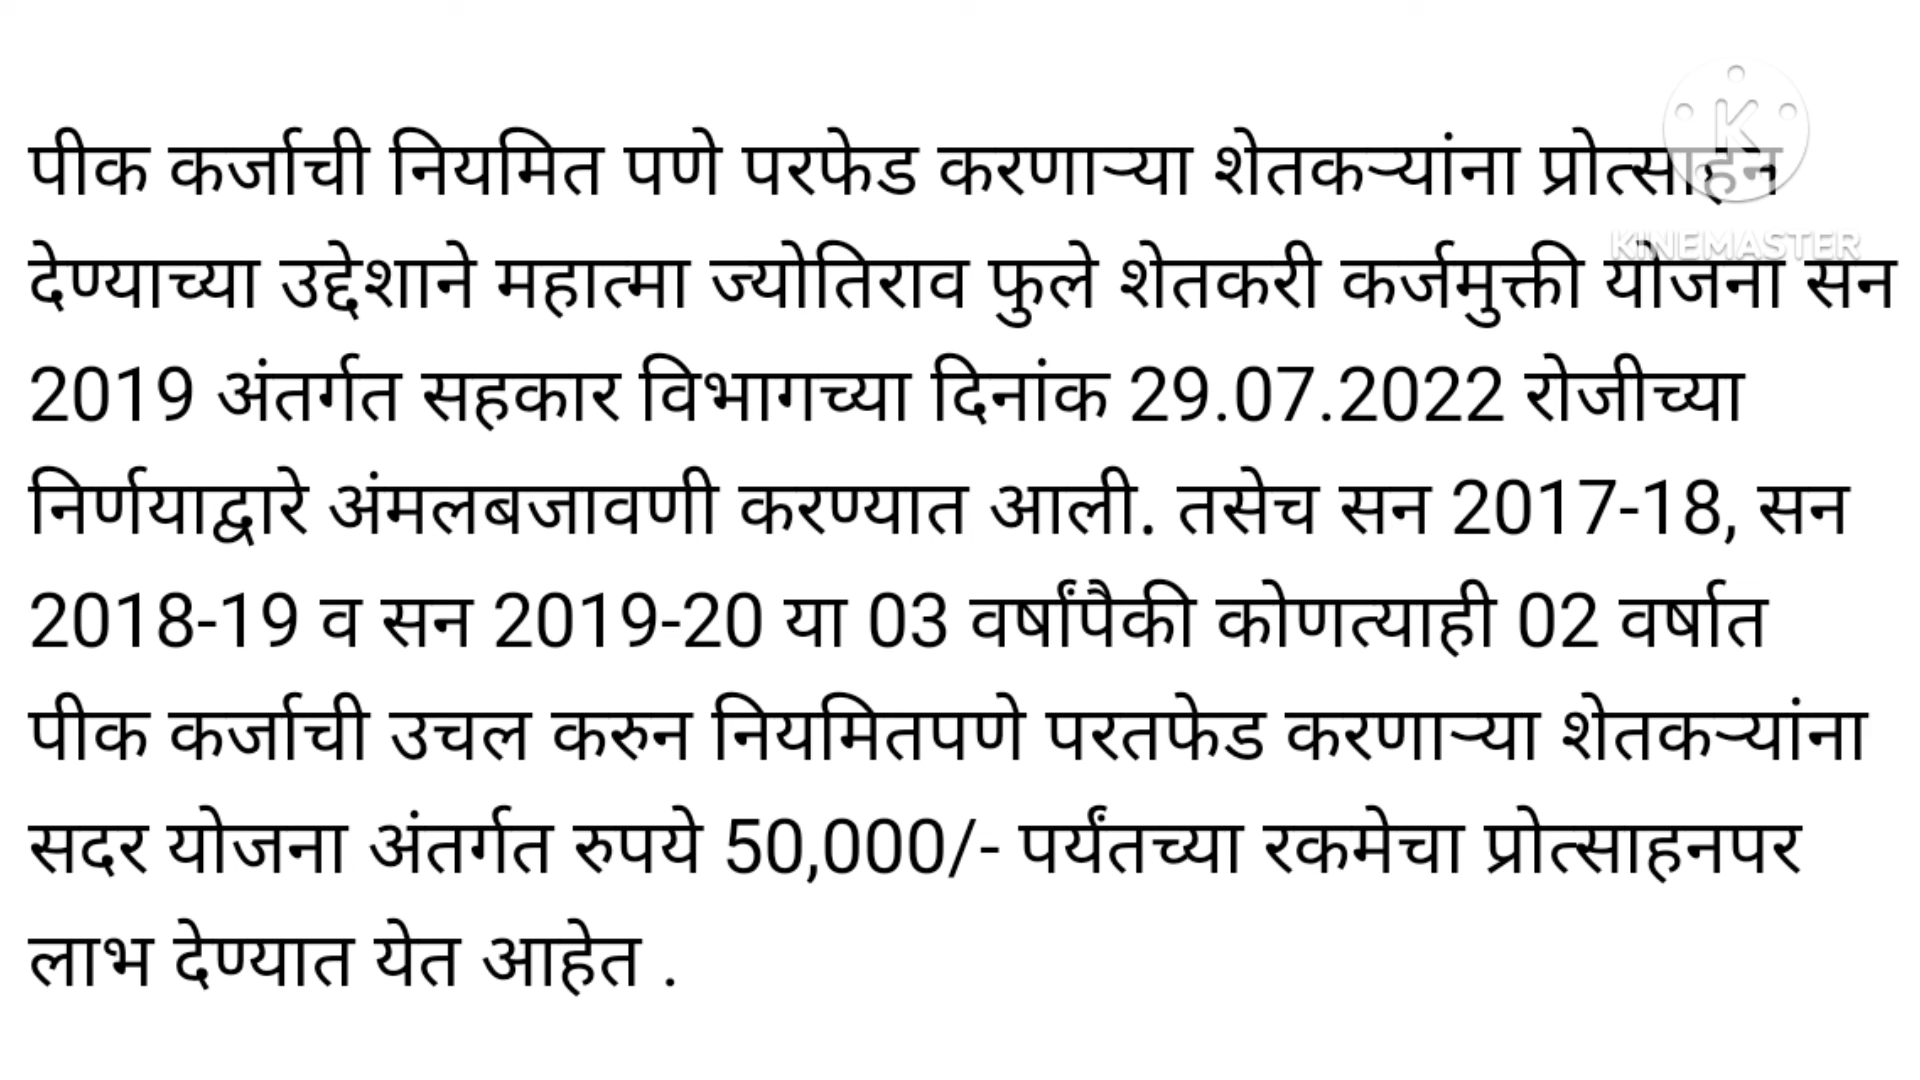 पीक कर्जाची नियमित पणे परफेड करणाऱ्या शेतकऱ्यांना प्रोत्साहन
देण्याच्या उद्देशाने महात्मा ज्योतिराव फुले शेतकरी कर्जमुक्ती योजना सन
2019 अंतर्गत सहकार विभागच्या दिनांक 29.07.2022 रोजीच्या
निर्णयाद्वारे अंमलबजावणी करण्यात आली. तसेच सन 2017-18, सन
2018-19 व सन 2019-20 या 03 वर्षांपैकी कोणत्याही 02 वर्षात
पीक कर्जाची उचल करुन नियमितपणे परतफेड करणाऱ्या शेतकऱ्यांना
सदर योजना अंतर्गत रुपये 50,000/- पर्यंतच्या रकमेचा प्रोत्साहनपर
लाभ देण्यात येत आहेत .
K
KINEMASTER